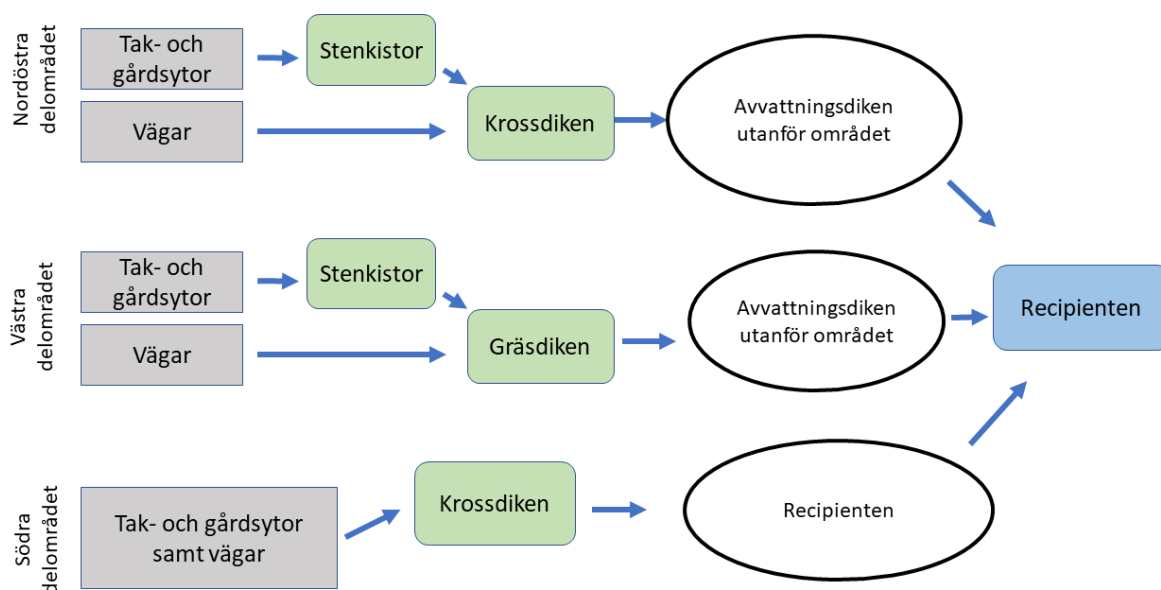 Nordöstra
delområdet
Tak- och
gårdsytor
Stenkistor
Vägar
Krossdiken
Avvattningsdiken
utanför området
Västra
delområdet
Tak- och
gårdsytor
Stenkistor
Vägar
Gräsdiken
Avvattningsdiken
utanför området
Recipienten
Södra
delområdet
Tak- och gårdsytor
samt vägar
Krossdiken
Recipienten